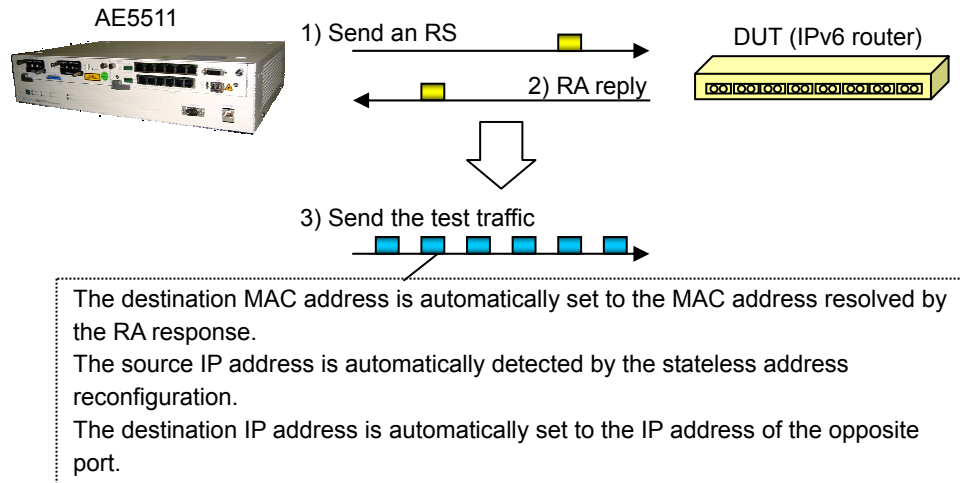 AE5511
1) Send an RS
DUT (IPv6 router)
2) RA reply
3) Send the test traffic
The destination MAC address is automatically set to the MAC address resolved by
the RA response.
The source IP address is automatically detected by the stateless address
reconfiguration.
The destination IP address is automatically set to the IP address of the opposite
port.